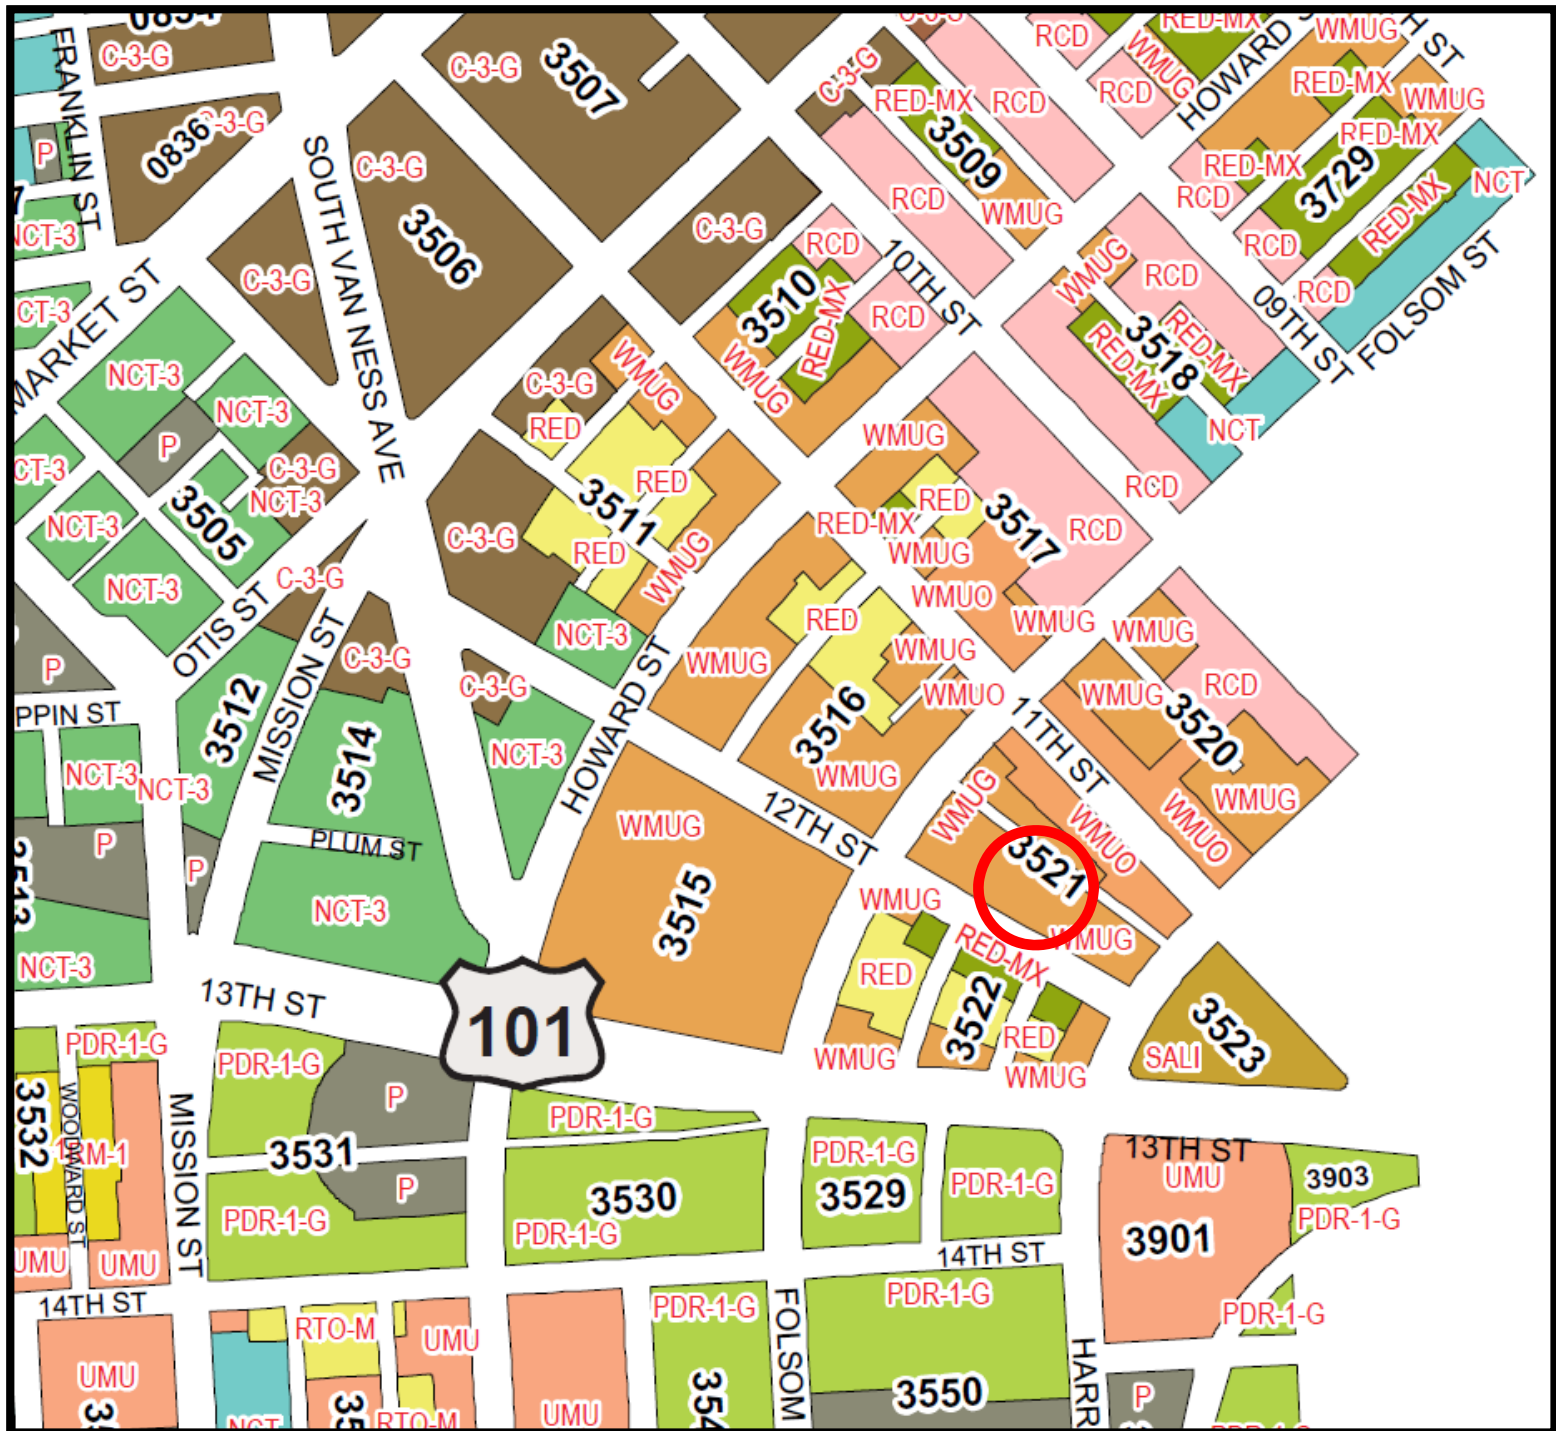 C-3-G
C-3-G
3507
RCD
RED-MX
WMUG
HOWARD
WMUG
FRANKLIN ST
C-3-G
RED-MX
RCD
RCD
RED-MX
WMUG
0836
C-3-G
P
SOUTH VAN NESS AVE
C-3-G
3509
RED-MX
RED-MX
3729
NCT
NCT-3
3506
C-3-G
RCD
WMUG
RCD
RED-MX
C-3-G
RCD
10TH ST
WMUG
RCD
RCD
RCD
FOLSOM ST
MARKET ST
3510
RED-MX
RCD
3518
RED-MX
RED-MX
09TH ST
NCT-3
C-3-G
WMUG
WMUG
NCT
NCT-3
P
C-3-G
NCT-3
3505
RED
WMUG
RCD
NCT-3
RED
3511
RED
C-3-G
RED
RED-MX
WMUG
3517
RCD
NCT-3
C-3-G
WMUG
WMUO
WMUG
OTIS ST
MISSION ST
C-3-G
NCT-3
HOWARD ST
WMUG
RED
WMUG
WMUO
WMUG
RCD
P
3512
C-3-G
3516
WMUG
11TH ST
WMUG
3520
WMUG
WMUO
NCT-3
NCT-3
3514
NCT-3
12TH ST
WMUG
WMUO
P
P
PLUM ST
WMUG
3515
3521
WMUG
WMUG
NCT-3
NCT-3
RED
RED-MX
3522
RED
WMUG
WMUG
3523
SALI
13TH ST
101
PDR-1-G
PDR-1-G
P
PDR-1-G
3532
WOODWARD ST
MISSION ST
3531
P
PDR-1-G
3530
PDR-1-G
PDR-1-G
3529
PDR-1-G
13TH ST
UMU
3901
3903
PDR-1-G
UMU
UMU
14TH ST
14TH ST
UMU
RTO-M
UMU
UMU
PDR-1-G
FOLSOM
PDR-1-G
3550
PDR-1-G
P
RTO-M